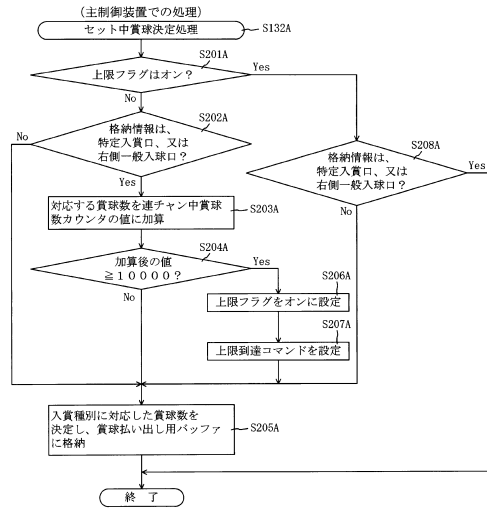 (主制御装置での処理)
セット中賞球決定処理
S132A
S201A
上限フラグはオン？
Yes
No
S202A
格納情報は、
特定入賞口、又は
右側一般入球口？
No
Yes
S208A
格納情報は、
特定入賞口、又は
右側一般入球口？
Yes
No
対応する賞球数を連チャン中賞球
数カウンタの値に加算
S203A
S204A
加算後の値
≧１００００？
Yes
No
S206A
上限フラグをオンに設定
S207A
上限到達コマンドを設定
入賞種別に対応した賞球数を
決定し、賞球払い出し用バッファ
に格納
S205A
終 了